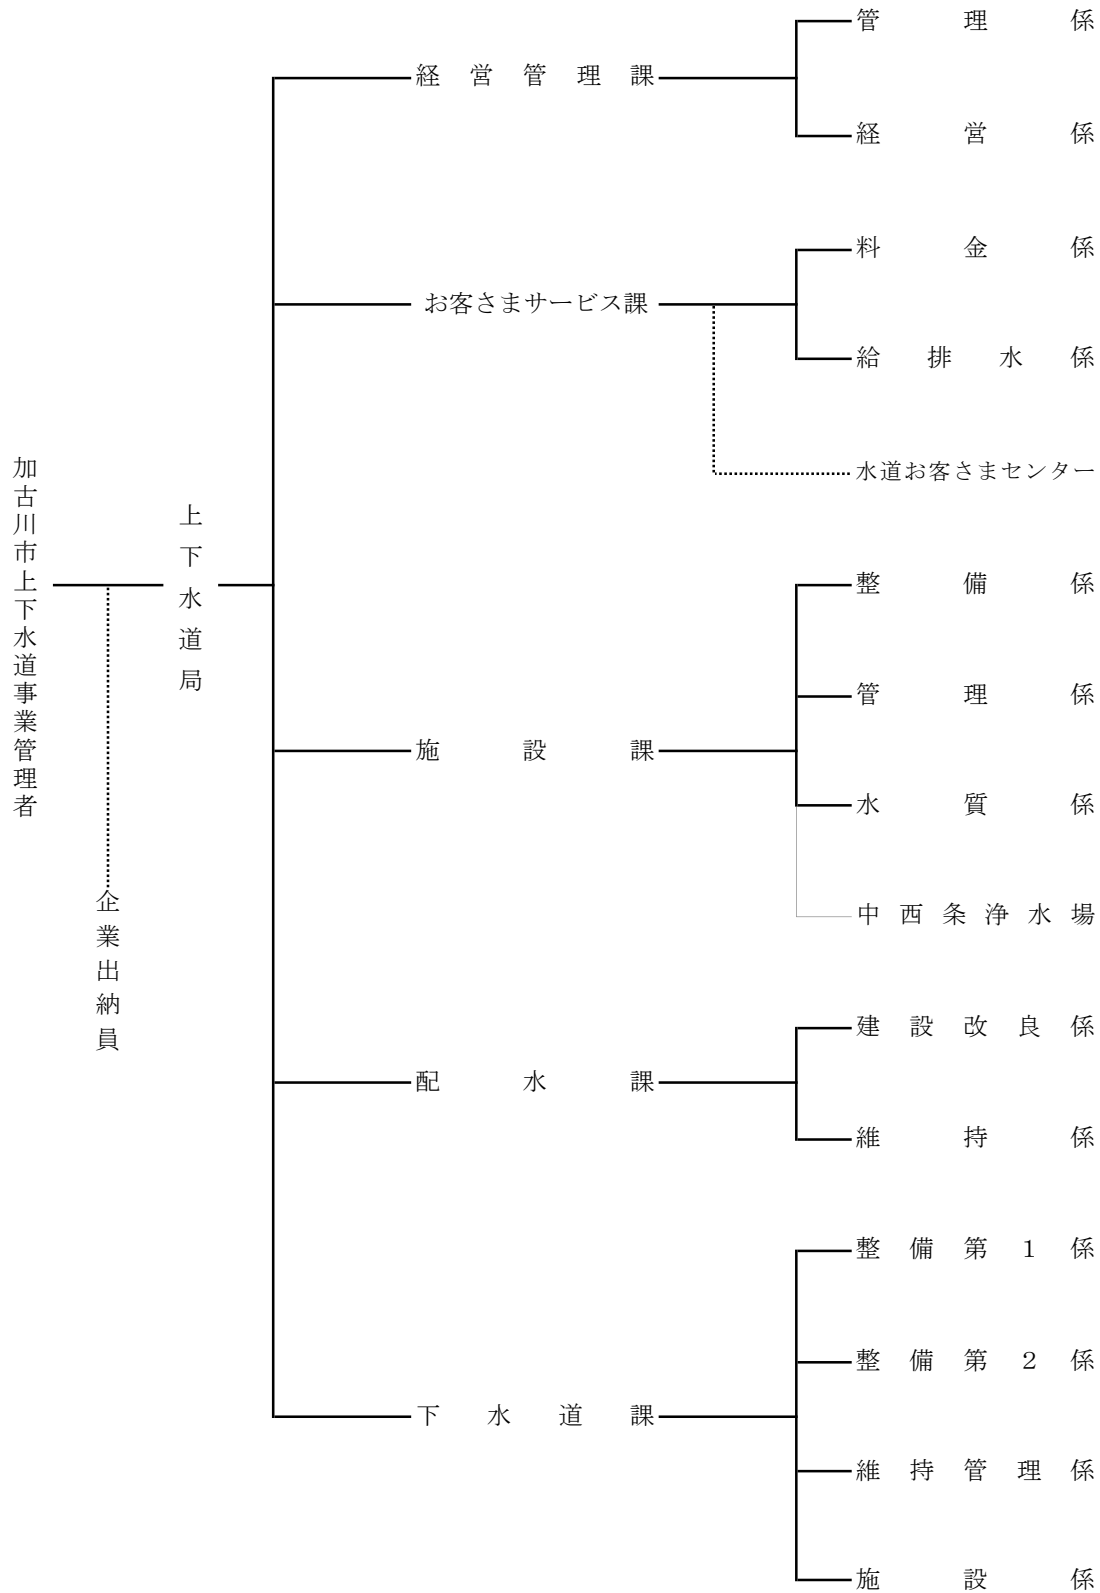 加古川市上下水道事業管理者
企業出納員
上下水道局
経営管理課
管理係
経営係
お客さまサービス課
料金係
給排水係
水道お客さまセンター
施設課
整備係
管理係
水質係
中西条浄水場
配水課
建設改良係
維持係
下水道課
整備第１係
整備第２係
維持管理係
施設係